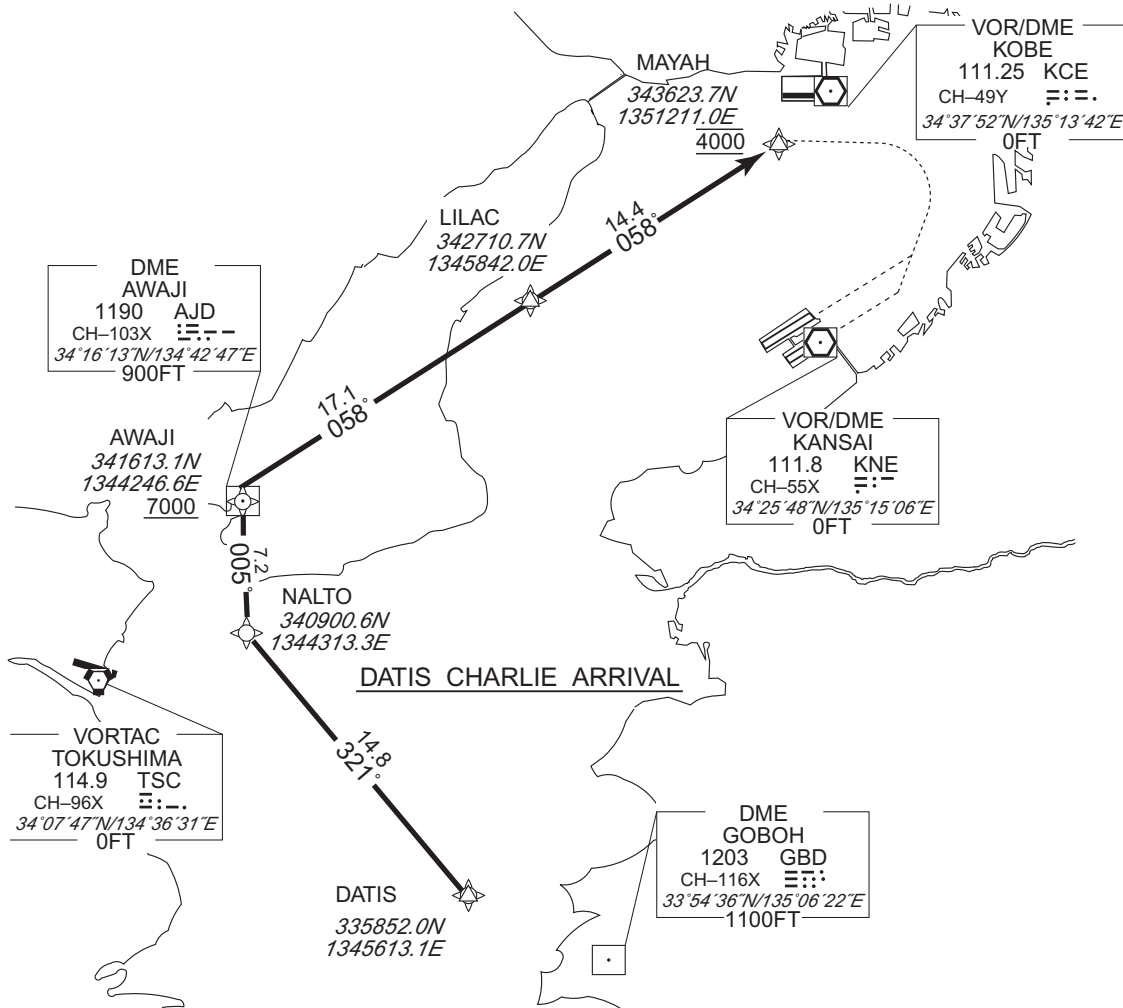 VOR/DME
KOBE
111.25 KCE
CH–49Y
34°37´52˝N/135°13´42˝E
0FT
MAYAH
343623.7N
1351211.0E
4000
14.4
058°
LILAC
342710.7N
1345842.0E
DME
AWAJI
1190 AJD
CH–103X
34°16´13˝N/134°42´47˝E
900FT
17.1
058°
AWAJI
341613.1N
1344246.6E
7000
VOR/DME
KANSAI
111.8 KNE
CH–55X
34°25´48˝N/135°15´06˝E
0FT
7.2
005°
NALTO
340900.6N
1344313.3E
DATIS CHARLIE ARRIVAL
VORTAC
TOKUSHIMA
114.9 TSC
CH–96X
34°07´47˝N/134°36´31˝E
0FT
14.8
321°
DME
GOBOH
1203 GBD
CH–116X
33°54´36˝N/135°06´22˝E
1100FT
DATIS
335852.0N
1345613.1E